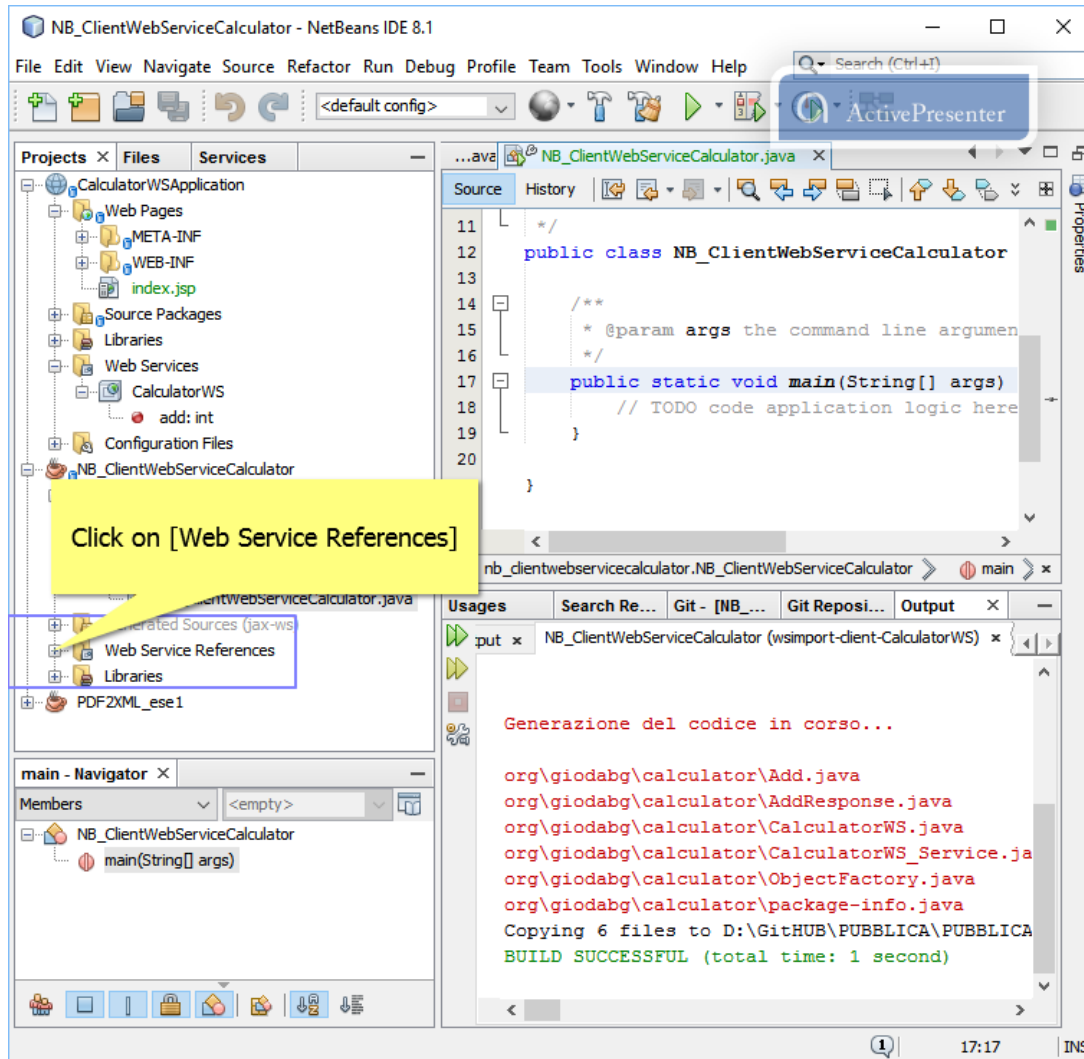 NB_ClientWebServiceCalculator - NetBeans IDE 8.1
File Edit View Navigate Source Refactor Run Debug Profile Team Tools Window Help
Search (Ctrl+I)
<default config>
ActivePresenter
Projects Files Services
...ava NB_ClientWebServiceCalculator.java
Source History
Properties
CalculatorWSApplication
Web Pages
META-INF
WEB-INF
index.jsp
Source Packages
Libraries
Web Services
CalculatorWS
add: int
Configuration Files
NB_ClientWebServiceCalculator
Click on [Web Service References]
ClientWebServiceCalculator.java
Generated Sources (jax-ws)
Web Service References
Libraries
PDF2XML_ese1
11 */
12 public class NB_ClientWebServiceCalculator
13
14 /**
15 * @param args the command line argumen
16 */
17 public static void main(String[] args)
18 // TODO code application logic here
19 }
20
}
nb_clientwebservicecalculator.NB_ClientWebServiceCalculator main
Usages Search Re... Git - [NB_... Git Reposi... Output
put NB_ClientWebServiceCalculator (wsimport-client-CalculatorWS)
Generazione del codice in corso...
org\giodabg\calculator\Add.java
org\giodabg\calculator\AddResponse.java
org\giodabg\calculator\CalculatorWS.java
org\giodabg\calculator\CalculatorWS_Service.ja
org\giodabg\calculator\ObjectFactory.java
org\giodabg\calculator\package-info.java
Copying 6 files to D:\GitHUB\PUBBLICA\PUBBLICA
BUILD SUCCESSFUL (total time: 1 second)
main - Navigator
Members <empty>
NB_ClientWebServiceCalculator
main(String[] args)
1 17:17 INS